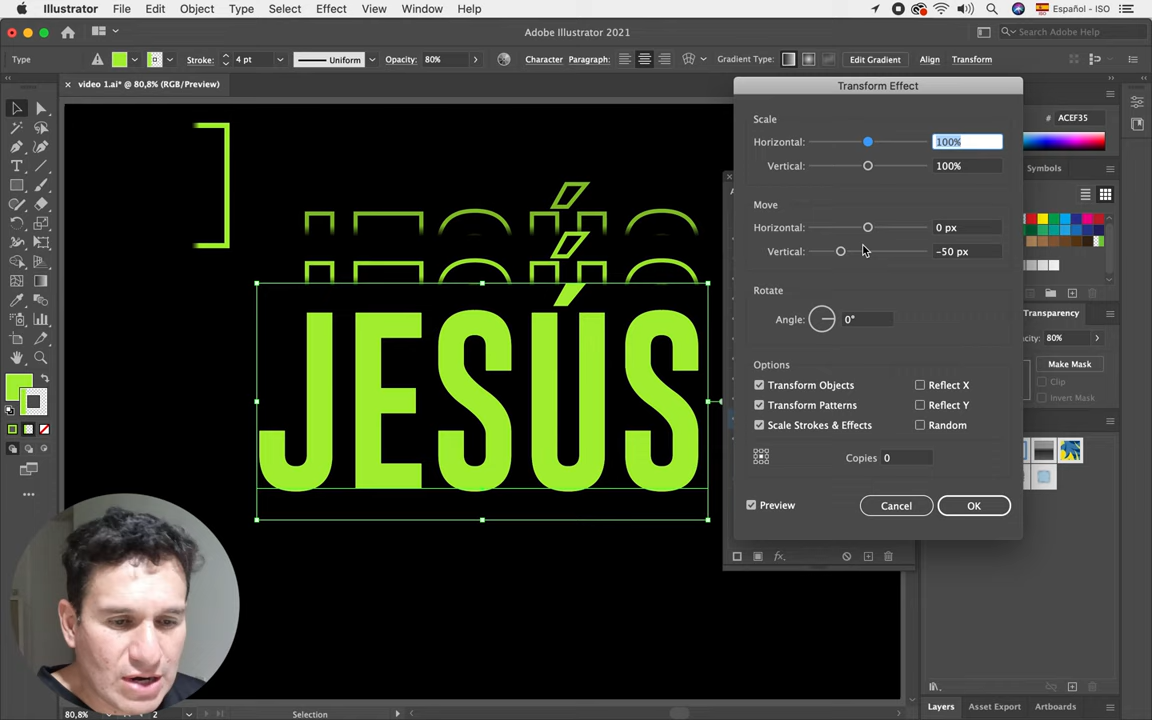 Illustrator File Edit Object Type Select Effect View Window Help
Español - ISO
Adobe Illustrator 2021
Search Adobe Help
Type
Stroke: 4 pt
Uniform
Opacity: 80%
Character Paragraph:
Gradient Type:
Edit Gradient
Align
Transform
video 1.ai* @ 80,8% (RGB/Preview)
Transform Effect
# ACEF35
Scale
Horizontal: 100%
Vertical: 100%
Symbols
Move
Horizontal: 0 px
Vertical: -50 px
Rotate
Angle: 0°
Transparency
80%
Make Mask
Clip
Invert Mask
Options
Transform Objects
Reflect X
Transform Patterns
Reflect Y
Scale Strokes & Effects
Random
Copies 0
Preview
Cancel
OK
JESÚS
fx.
80,8%
2
Selection
Layers
Asset Export
Artboards